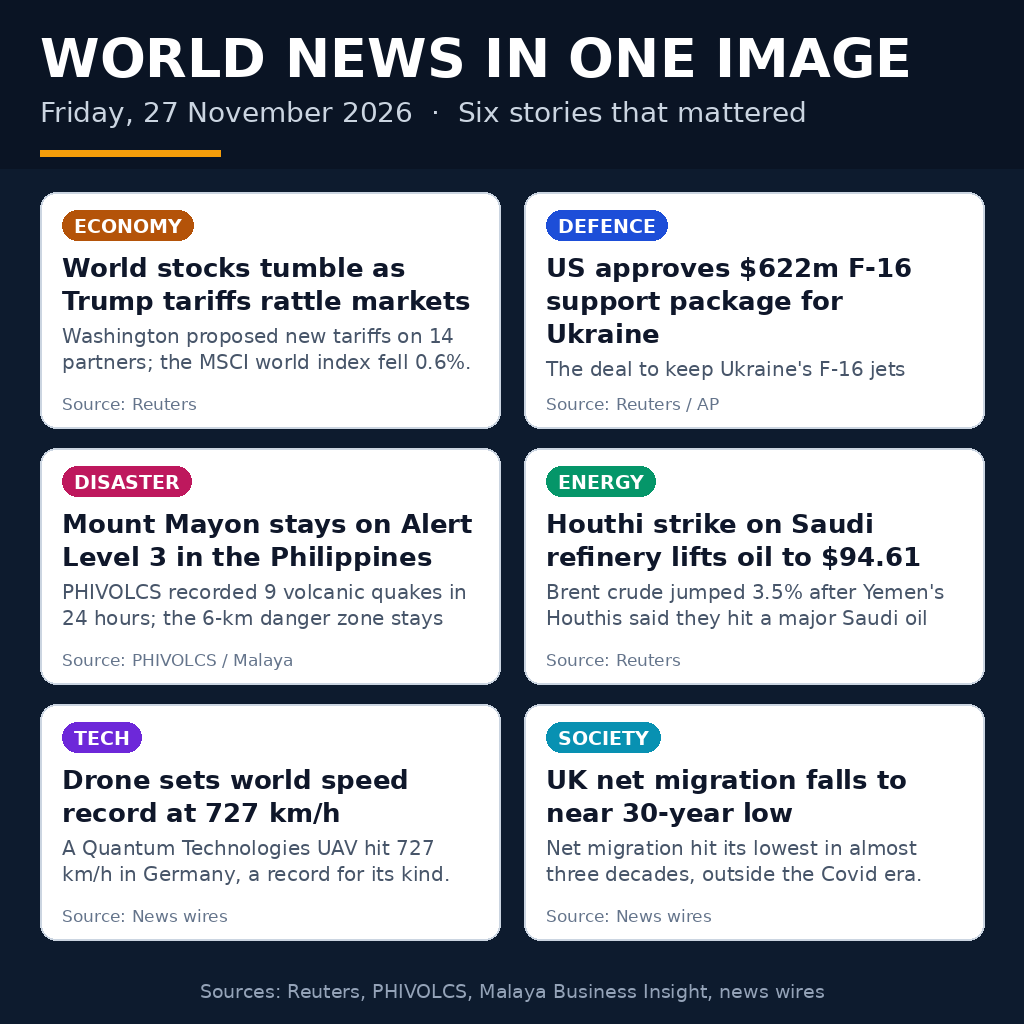 WORLD NEWS IN ONE IMAGE
Friday, 27 November 2026 · Six stories that mattered
ECONOMY
World stocks tumble as
Trump tariffs rattle markets
Washington proposed new tariffs on 14
partners; the MSCI world index fell 0.6%.
Source: Reuters
DEFENCE
US approves $622m F-16
support package for
Ukraine
The deal to keep Ukraine's F-16 jets
Source: Reuters / AP
DISASTER
Mount Mayon stays on Alert
Level 3 in the Philippines
PHIVOLCS recorded 9 volcanic quakes in
24 hours; the 6-km danger zone stays
Source: PHIVOLCS / Malaya
ENERGY
Houthi strike on Saudi
refinery lifts oil to $94.61
Brent crude jumped 3.5% after Yemen's
Houthis said they hit a major Saudi oil
Source: Reuters
TECH
Drone sets world speed
record at 727 km/h
A Quantum Technologies UAV hit 727
km/h in Germany, a record for its kind.
Source: News wires
SOCIETY
UK net migration falls to
near 30-year low
Net migration hit its lowest in almost
three decades, outside the Covid era.
Source: News wires
Sources: Reuters, PHIVOLCS, Malaya Business Insight, news wires